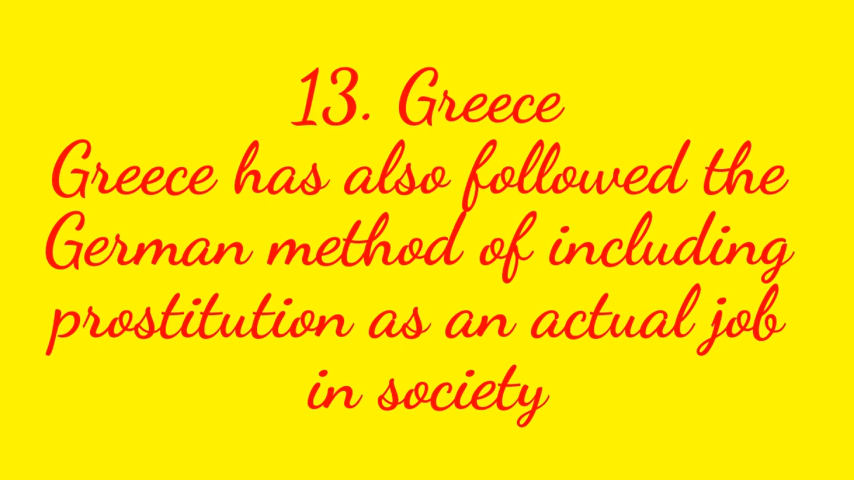 13. Greece
Greece has also followed the
German method of including
prostitution as an actual job
in society